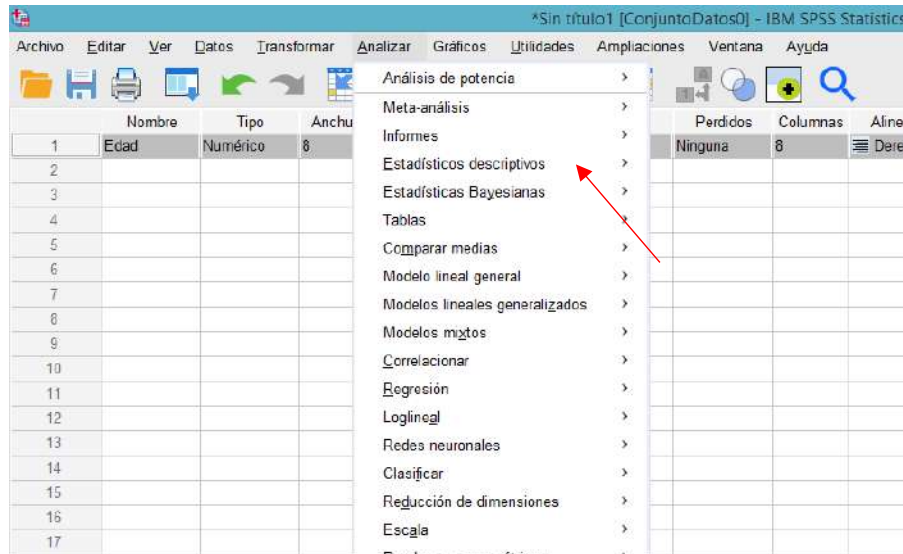 *Sin título1 [ConjuntoDatos0] - IBM SPSS Statistics
Archivo Editar Ver Datos Transformar Analizar Gráficos Utilidades Ampliaciones Ventana Ayuda
Nombre Tipo Anchu Perdidos Columnas Aline
1 Edad Numérico 8 Ninguna 8 Dere
2
3
4
5
6
7
8
9
10
11
12
13
14
15
16
17
Análisis de potencia
Meta-análisis
Informes
Estadísticos descriptivos
Estadísticas Bayesianas
Tablas
Comparar medias
Modelo lineal general
Modelos lineales generalizados
Modelos mixtos
Correlacionar
Regresión
Loglineal
Redes neuronales
Clasificar
Reducción de dimensiones
Escala